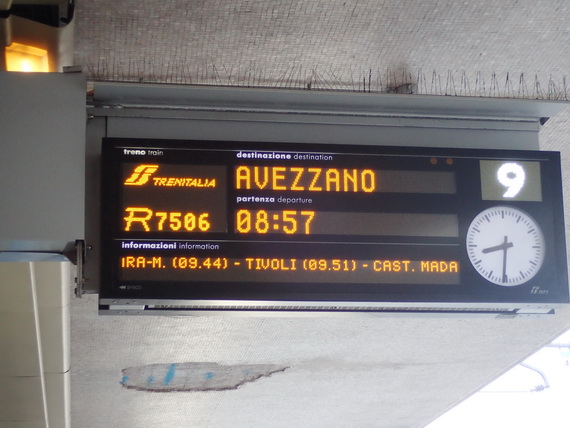 treno train
destinazione destination
TRENITALIA
AVEZZANO
9
partenza departure
R7506
08:57
informazioni information
IRA-M. (09.44) - TIVOLI (09.51) - CAST. MADA